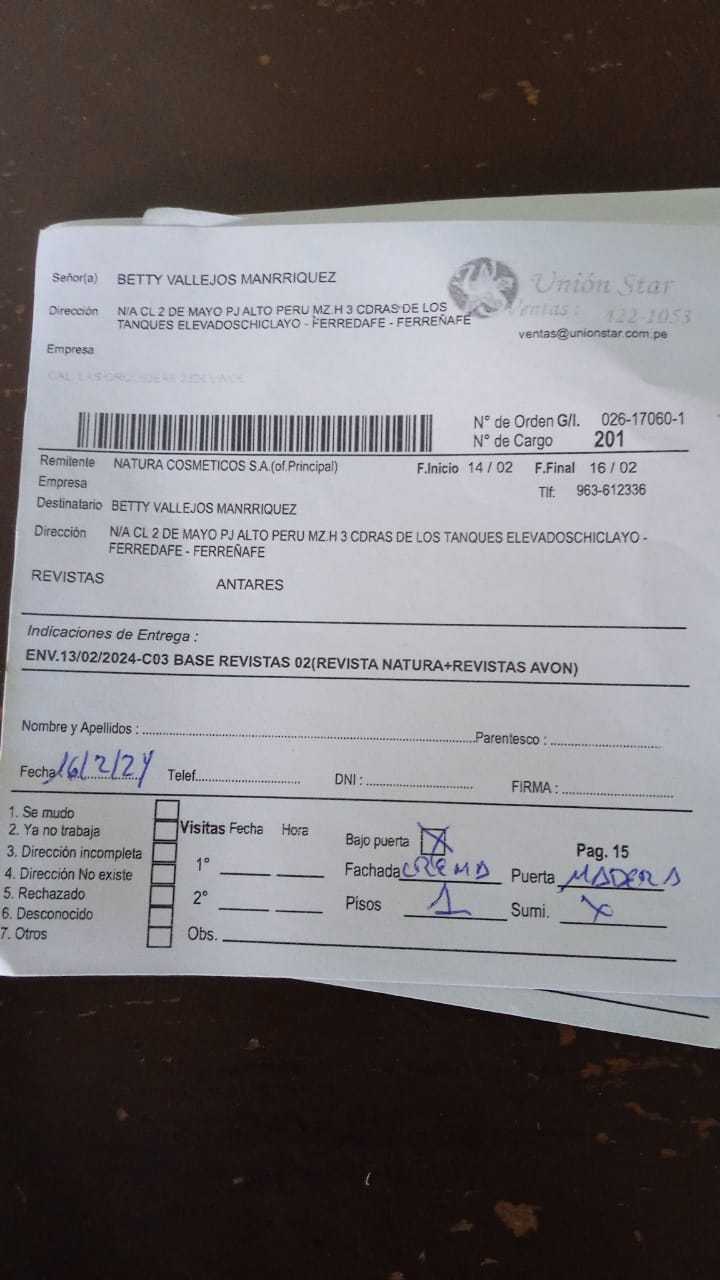 Señor(a) BETTY VALLEJOS MANRRIQUEZ
Unión Star
Ventas : 422-1053
ventas@unionstar.com.pe
Dirección N/A CL 2 DE MAYO PJ ALTO PERU MZ.H 3 CDRAS DE LOS
TANQUES ELEVADOSCHICLAYO - FERREDAFE - FERREÑAFE
Empresa
N° de Orden G/I. 026-17060-1
N° de Cargo 201
Remitente NATURA COSMETICOS S.A.(of.Principal) F.Inicio 14 / 02 F.Final 16 / 02
Empresa Tlf: 963-612336
Destinatario BETTY VALLEJOS MANRRIQUEZ
Dirección N/A CL 2 DE MAYO PJ ALTO PERU MZ.H 3 CDRAS DE LOS TANQUES ELEVADOSCHICLAYO -
FERREDAFE - FERREÑAFE
REVISTAS ANTARES
Indicaciones de Entrega :
ENV.13/02/2024-C03 BASE REVISTAS 02(REVISTA NATURA+REVISTAS AVON)
Nombre y Apellidos : Parentesco :
Fecha 16/2/24 Telef. DNI : FIRMA :
1. Se mudo
2. Ya no trabaja
3. Dirección incompleta
4. Dirección No existe
5. Rechazado
6. Desconocido
7. Otros
Visitas Fecha Hora
1°
2°
Obs.
Bajo puerta X Pag. 15
Fachada CREMA Puerta MADERA
Pisos 1 Sumi. X